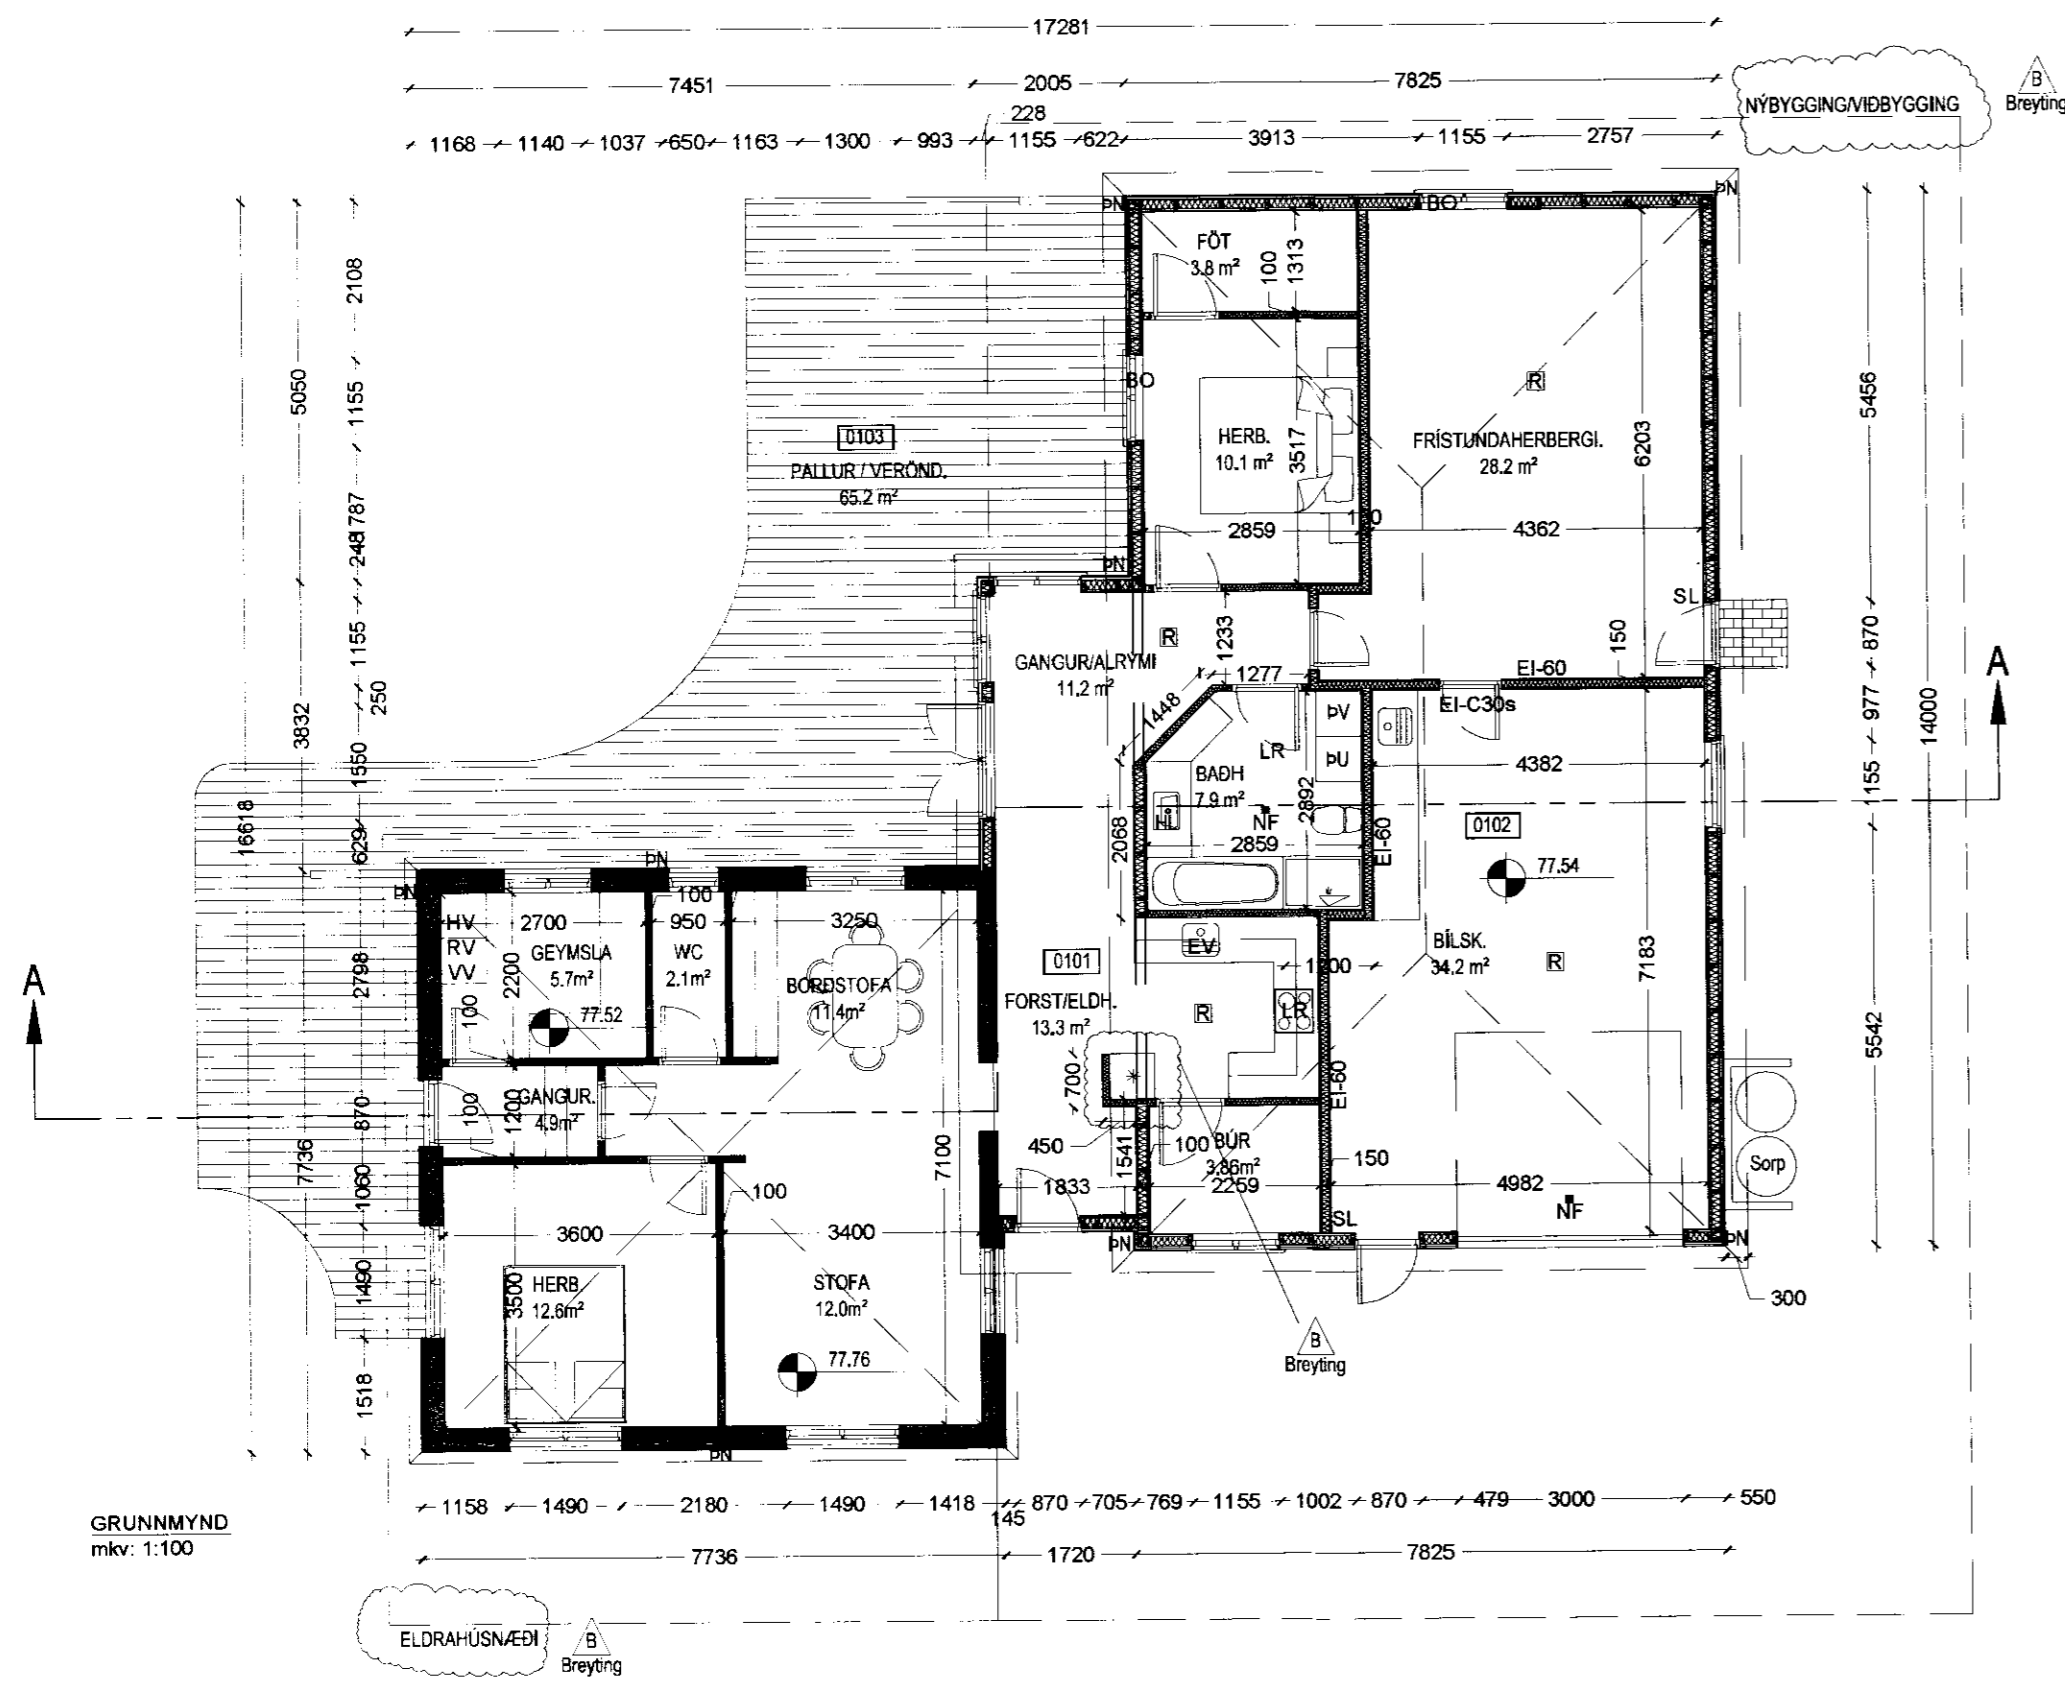 17281
7451
2005
7825
228
1168
1140
1037
650
1163
1300
993
1155
622
3913
1155
2757
NÝBYGGING/VIÐBYGGING
B
Breyting
2108
1155
787
248
1155
250
1550
629
2798
870
1060
1490
1518
5050
3832
7736
16618
5456
870
977
1155
5542
14000
ÞN
BO
ÞN
FÖT
3.8 m²
100
1313
BO
R
0103
PALLUR / VERÖND.
65.2 m²
HERB.
10.1 m²
3517
FRÍSTUNDAHERBERGI.
28.2 m²
6203
2859
4362
ÞN
SL
150
R
1233
GANGUR/ALRÝMI
11.2 m²
1277
EI-60
EI-C30s
1448
ÞV
ÞU
LR
BAÐH
7.9 m²
2892
4382
HL
NF
2859
EI-60
2068
0102
77.54
A
A
ÞN
ÞN
HV
RV
VV
2700
GEYMSLA
5.7m²
2200
100
77.52
100
950
WC
2.1m²
3250
BORÐSTOFA
11.4m²
0101
FORST/ELDH.
13.3 m²
EV
1200
R
LR
BÍLSK.
34.2 m²
R
7183
700
EI-60
100
GANGUR.
4.9m²
1200
450
1541
100
BÚR
3.86m²
2259
150
4982
1833
7100
NF
Sorp
SL
ÞN
ÞN
300
100
3600
3400
HERB.
12.6m²
3500
STOFA
12.0m²
77.76
ÞN
B
Breyting
1158
1490
2180
1490
1418
145
870
705
769
1155
1002
870
479
3000
550
7736
1720
7825
GRUNNMYND
mkv: 1:100
ELDRAHÚSNÆÐI
B
Breyting